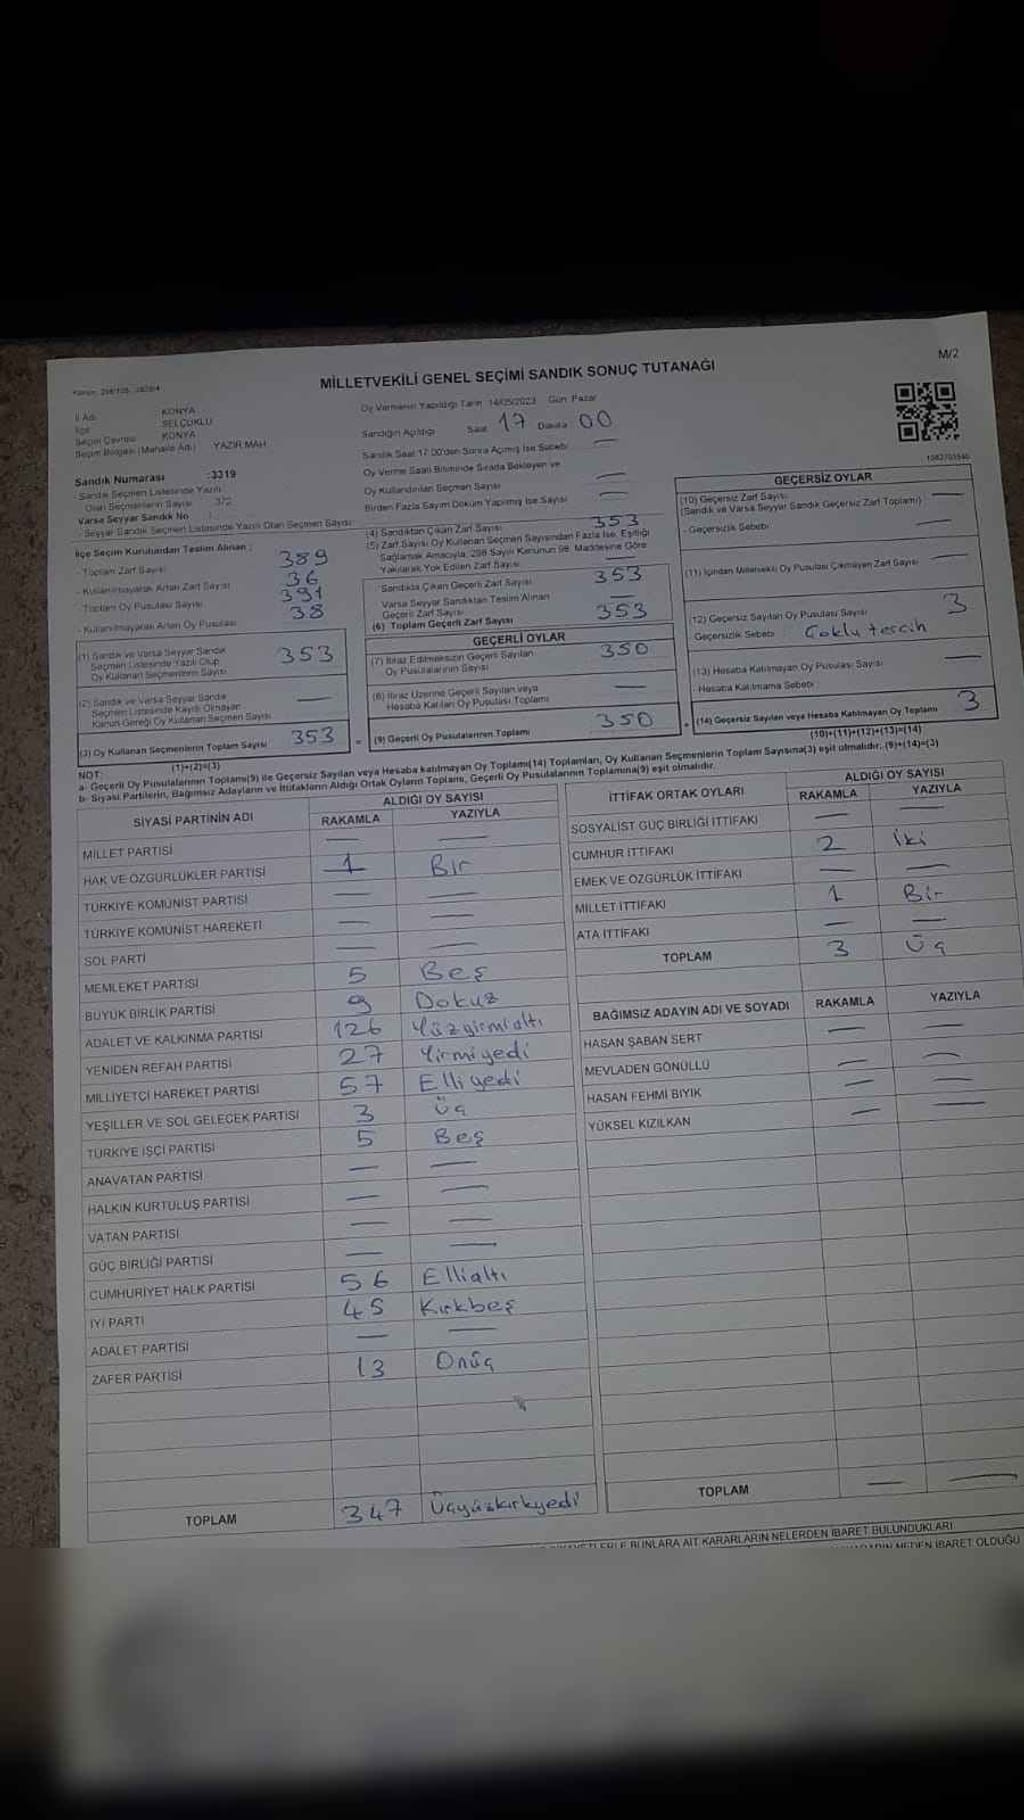 M/2
MİLLETVEKİLİ GENEL SEÇİMİ SANDIK SONUÇ TUTANAĞI
İl Adı : KONYA
İlçe : SELÇUKLU
Seçim Çevresi : KONYA
Seçim Bölgesi (Mahalle Adı) : YAZIR MAH
Sandık Numarası :3319
- Sandık Seçmen Listesinde Yazılı
Olan Seçmenlerin Sayısı : 372
Varsa Seyyar Sandık No :
- Seyyar Sandık Seçmen Listesinde Yazılı Olan Seçmen Sayısı
Oy Vermenin Yapıldığı Tarih 14/05/2023 Gün Pazar
Sandığın Açıldığı Saat 17 Dakika 00
Sandık Saat 17.00'den Sonra Açılmış İse Sebebi —
Oy Verme Saati Bitiminde Sırada Bekleyen ve
Oy Kullandırılan Seçmen Sayısı —
Birden Fazla Sayım Döküm Yapılmış İse Sayısı —
İlçe Seçim Kurulundan Teslim Alınan :
- Toplam Zarf Sayısı 389
- Kullanılmayarak Artan Zarf Sayısı 36
- Toplam Oy Pusulası Sayısı 391
- Kullanılmayarak Artan Oy Pusulası 38
(1) Sandık ve Varsa Seyyar Sandık
Seçmen Listesinde Yazılı Olup
Oy Kullanan Seçmenlerin Sayısı 353
(2) Sandık ve Varsa Seyyar Sandık
Seçmen Listesinde Kayıtlı Olmayan
Kanun Gereği Oy Kullanan Seçmen Sayısı —
(3) Oy Kullanan Seçmenlerin Toplam Sayısı 353
(1)+(2)=(3)
(4) Sandıktan Çıkan Zarf Sayısı 353
(5) Zarf Sayısı Oy Kullanan Seçmen Sayısından Fazla İse, Eşitliği
Sağlamak Amacıyla, 298 Sayılı Kanunun 98. Maddesine Göre
Yakılarak Yok Edilen Zarf Sayısı —
Sandıkta Çıkan Geçerli Zarf Sayısı 353
Varsa Seyyar Sandıktan Teslim Alınan
Geçerli Zarf Sayısı —
(6) Toplam Geçerli Zarf Sayısı 353
GEÇERLİ OYLAR
(7) İtiraz Edilmeksizin Geçerli Sayılan
Oy Pusulalarının Sayısı 350
(8) İtiraz Üzerine Geçerli Sayılan veya
Hesaba Katılan Oy Pusulası Toplamı —
(9) Geçerli Oy Pusulalarının Toplamı 350
GEÇERSİZ OYLAR
(10) Geçersiz Zarf Sayısı
(Sandık ve Varsa Seyyar Sandık Geçersiz Zarf Toplamı) —
- Geçersizlik Sebebi —
(11) İçinden Milletvekili Oy Pusulası Çıkmayan Zarf Sayısı —
(12) Geçersiz Sayılan Oy Pusulası Sayısı 3
Geçersizlik Sebebi : Çoklu tercih
(13) Hesaba Katılmayan Oy Pusulası Sayısı —
- Hesaba Katılmama Sebebi :
(14) Geçersiz Sayılan veya Hesaba Katılmayan Oy Toplamı 3
(10)+(11)+(12)+(13)=(14)
NOT:
a- Geçerli Oy Pusulalarının Toplamı(9) ile Geçersiz Sayılan veya Hesaba katılmayan Oy Toplamı(14) Toplamları, Oy Kullanan Seçmenlerin Toplam Sayısına(3) eşit olmalıdır. (9)+(14)=(3)
b- Siyasi Partilerin, Bağımsız Adayların ve İttifakların Aldığı Ortak Oyların Toplamı, Geçerli Oy Pusulalarının Toplamına(9) eşit olmalıdır.
SİYASİ PARTİNİN ADI ALDIĞI OY SAYISI
RAKAMLA YAZIYLA
MİLLET PARTİSİ — —
HAK VE ÖZGÜRLÜKLER PARTİSİ 1 Bir
TÜRKİYE KOMÜNİST PARTİSİ — —
TÜRKİYE KOMÜNİST HAREKETİ — —
SOL PARTİ — —
MEMLEKET PARTİSİ 5 Beş
BÜYÜK BİRLİK PARTİSİ 9 Dokuz
ADALET VE KALKINMA PARTİSİ 126 Yüzyirmialtı
YENİDEN REFAH PARTİSİ 27 Yirmiyedi
MİLLİYETÇİ HAREKET PARTİSİ 57 Elliyedi
YEŞİLLER VE SOL GELECEK PARTİSİ 3 Üç
TÜRKİYE İŞÇİ PARTİSİ 5 Beş
ANAVATAN PARTİSİ — —
HALKIN KURTULUŞ PARTİSİ — —
VATAN PARTİSİ — —
GÜÇ BİRLİĞİ PARTİSİ — —
CUMHURİYET HALK PARTİSİ 56 Ellialtı
İYİ PARTİ 45 Kırkbeş
ADALET PARTİSİ — —
ZAFER PARTİSİ 13 Onüç
TOPLAM 347 Üçyüzkırkyedi
İTTİFAK ORTAK OYLARI ALDIĞI OY SAYISI
RAKAMLA YAZIYLA
SOSYALİST GÜÇ BİRLİĞİ İTTİFAKI — —
CUMHUR İTTİFAKI 2 İki
EMEK VE ÖZGÜRLÜK İTTİFAKI — —
MİLLET İTTİFAKI 1 Bir
ATA İTTİFAKI — —
TOPLAM 3 Üç
BAĞIMSIZ ADAYIN ADI VE SOYADI RAKAMLA YAZIYLA
HASAN ŞABAN SERT — —
MEVLADEN GÖNÜLLÜ — —
HASAN FEHMİ BIYIK — —
YÜKSEL KIZILKAN — —
TOPLAM — —
BUNLARA AİT KARARLARIN NELERDEN İBARET BULUNDUKLARI
NEDEN İBARET OLDUĞU